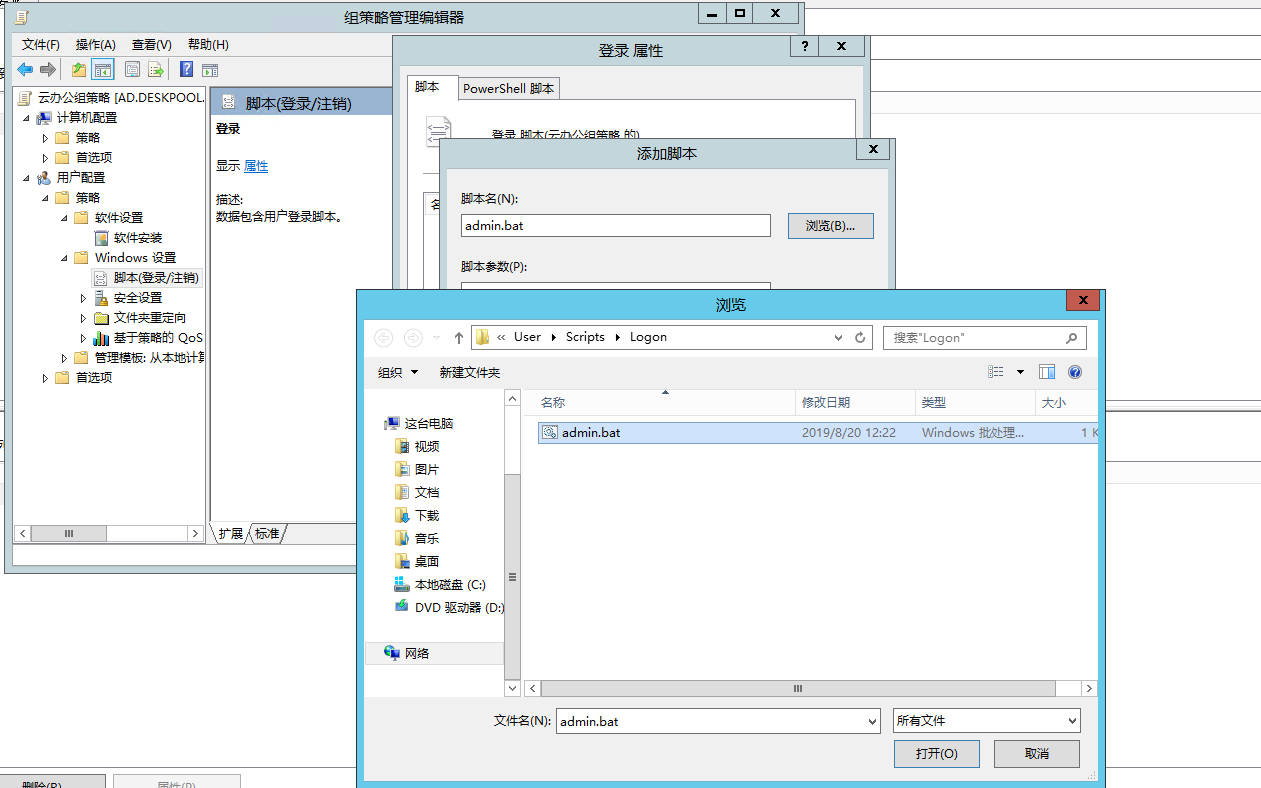 组策略管理编辑器
文件(F) 操作(A) 查看(V) 帮助(H)
云办公组策略 [AD.DESKPOOL.
计算机配置
策略
首选项
用户配置
策略
软件设置
软件安装
Windows 设置
脚本(登录/注销)
安全设置
文件夹重定向
基于策略的 QoS
管理模板: 从本地计算
首选项
脚本(登录/注销)
登录
显示 属性
描述:
数据包含用户登录脚本。
扩展 标准
登录 属性
脚本 PowerShell 脚本
登录 脚本(云办公组策略 的)
添加脚本
脚本名(N):
admin.bat
浏览(B)...
脚本参数(P):
浏览
« User Scripts Logon
搜索"Logon"
组织 新建文件夹
名称 修改日期 类型 大小
admin.bat 2019/8/20 12:22 Windows 批处理... 1 K
这台电脑
视频
图片
文档
下载
音乐
桌面
本地磁盘 (C:)
DVD 驱动器 (D:)
网络
文件名(N): admin.bat 所有文件
打开(O) 取消
删除(R) 属性(P)